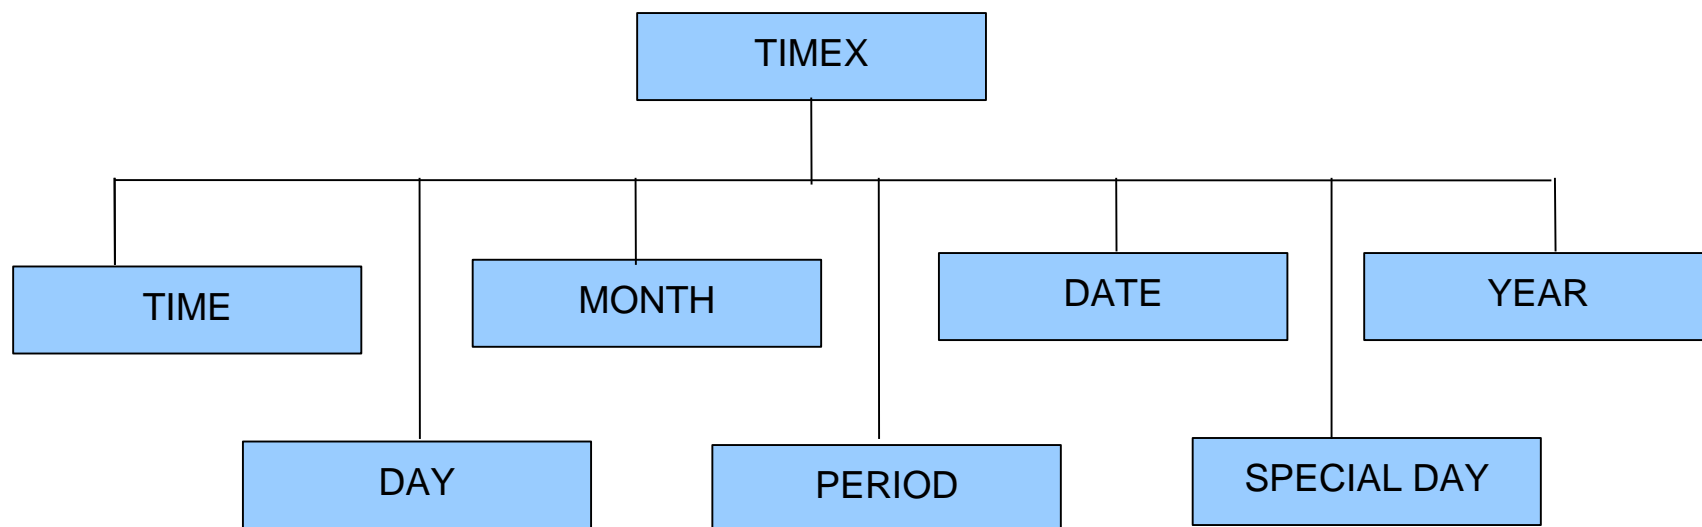 TIMEX
TIME
MONTH
DATE
YEAR
DAY
PERIOD
SPECIAL DAY